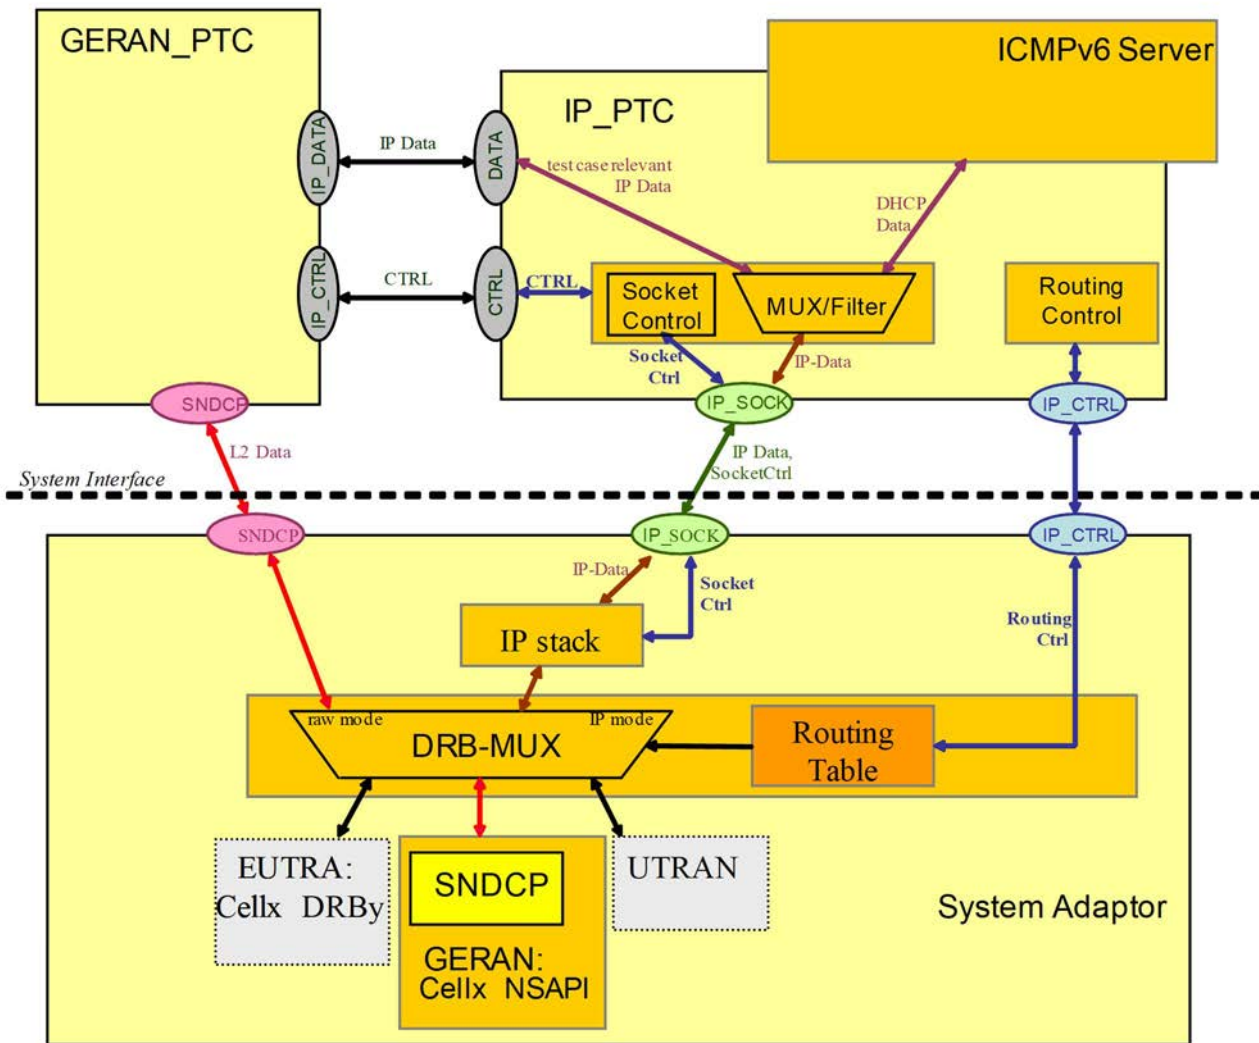 GERAN_PTC
ICMPv6 Server
IP_PTC
IP_DATA
IP Data
DATA
test case relevant
IP Data
DHCP
Data
IP_CTRL
CTRL
CTRL
CTRL
Socket
Control
MUX/Filter
Routing
Control
Socket
Ctrl
IP-Data
SNDCP
IP_SOCK
IP_CTRL
L2 Data
IP Data,
SocketCtrl
System Interface
SNDCP
IP_SOCK
IP_CTRL
IP-Data
Socket
Ctrl
IP stack
Routing
Ctrl
raw mode
IP mode
DRB-MUX
Routing
Table
EUTRA:
Cellx DRBy
SNDCP
UTRAN
GERAN:
Cellx NSAPI
System Adaptor